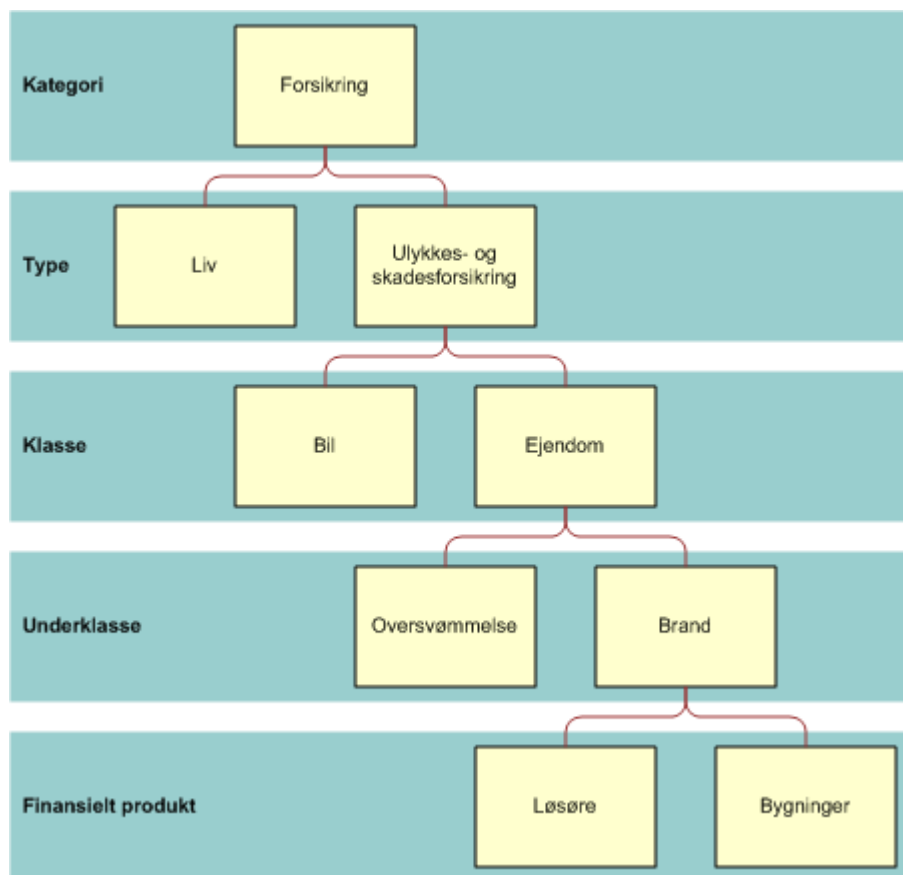 Kategori
Forsikring
Type
Liv
Ulykkes- og
skadesforsikring
Klasse
Bil
Ejendom
Underklasse
Oversvømmelse
Brand
Finansielt produkt
Løsøre
Bygninger